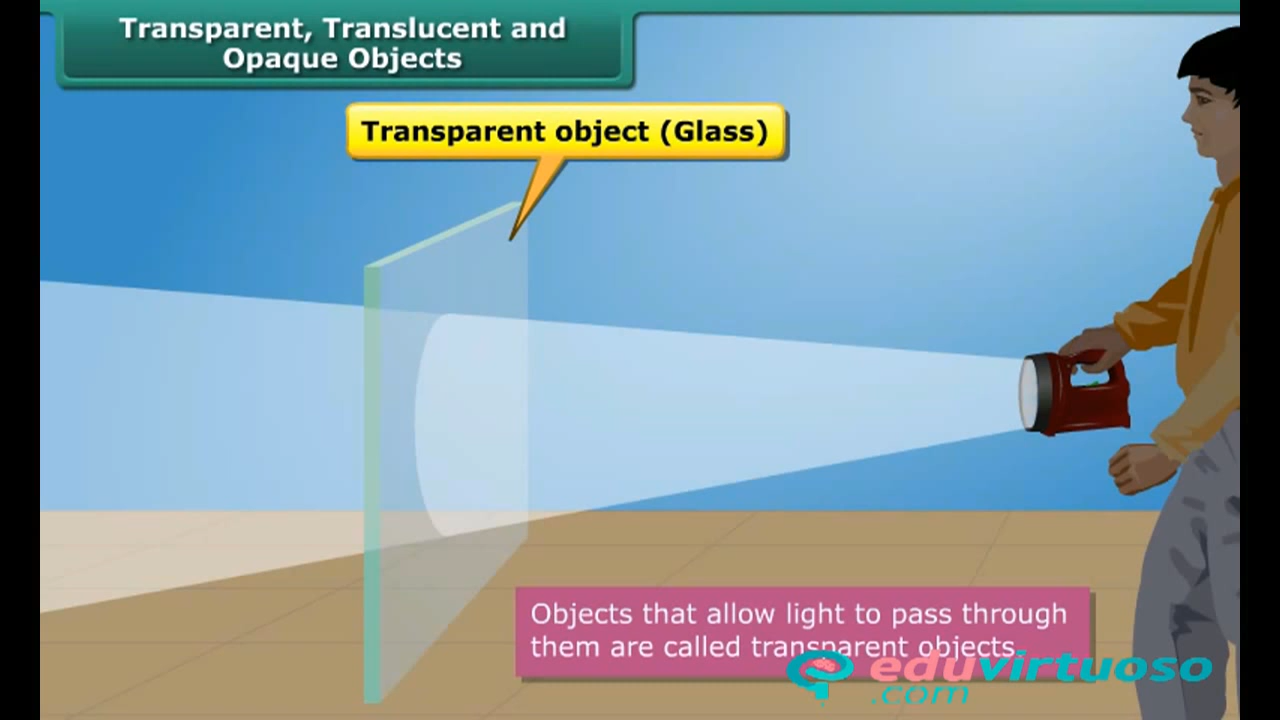 Transparent, Translucent and
Opaque Objects
Transparent object (Glass)
Objects that allow light to pass through
them are called transparent objects.
eduvirtuoso
.com